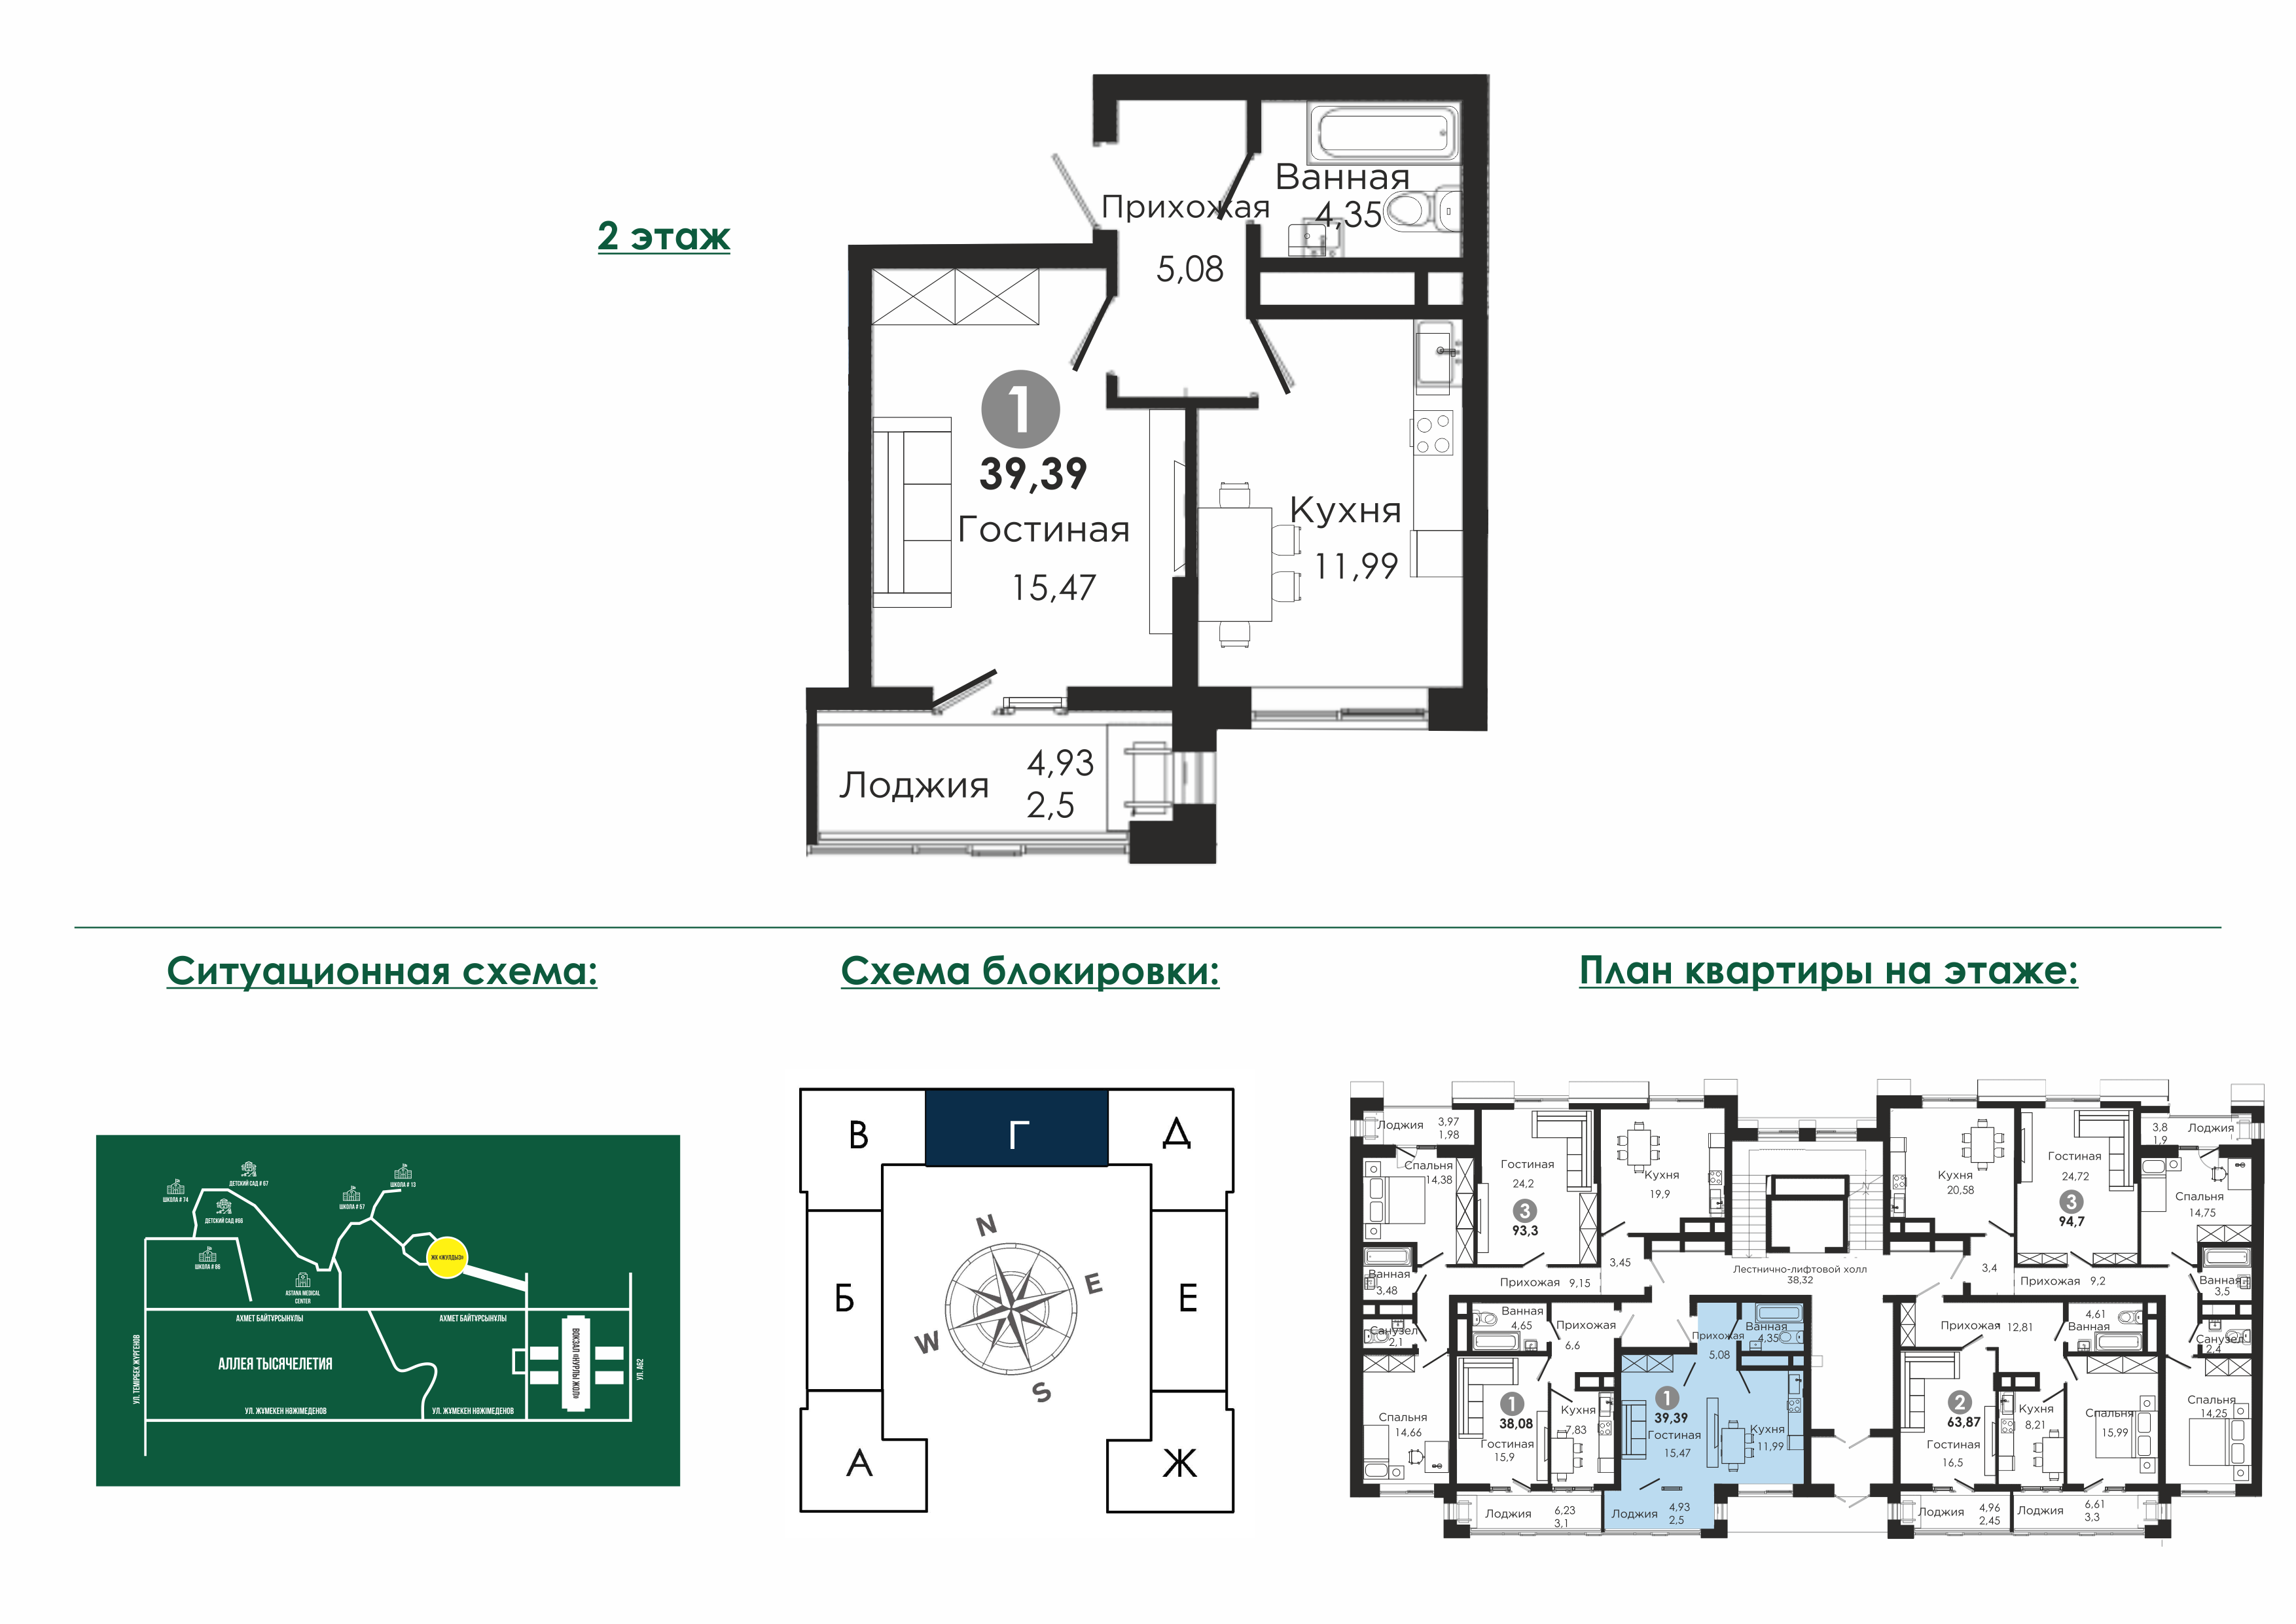 2 этаж
Прихожая
5,08
Ванная
4,35
1
39,39
Гостиная
15,47
Кухня
11,99
Лоджия
4,93
2,5
Ситуационная схема:
Схема блокировки:
План квартиры на этаже:
ШКОЛА # 74
ДЕТСКИЙ САД # 67
ДЕТСКИЙ САД #66
ШКОЛА # 57
ШКОЛА # 13
ШКОЛА # 86
ASTANA MEDICAL
CENTER
ЖК «ЖУЛДЫЗ»
АХМЕТ БАЙТҰРСЫНҰЛЫ
АХМЕТ БАЙТҰРСЫНҰЛЫ
УЛ. ТЕМІРБЕК ЖҮРГЕНОВ
АЛЛЕЯ ТЫСЯЧЕЛЕТИЯ
ВОКЗАЛ «НҰРЛЫ ЖОЛ»
УЛ. А62
УЛ. ЖҰМЕКЕН НӘЖІМЕДЕНОВ
УЛ. ЖҰМЕКЕН НӘЖІМЕДЕНОВ
В
Г
Д
Б
Е
А
Ж
N
E
W
S
Лоджия
3,97
1,98
Спальня
14,38
Гостиная
24,2
3
93,3
Кухня
19,9
Кухня
20,58
Гостиная
24,72
3
94,7
3,8
1,9
Лоджия
Спальня
14,75
Ванная
3,48
Прихожая 9,15
3,45
Лестнично-лифтовой холл
38,32
3,4
Прихожая 9,2
Ванная
3,5
Санузел
2,1
Ванная
4,65
Прихожая
6,6
Прихожая
5,08
Ванная
4,35
Прихожая 12,81
4,61
Ванная
Санузел
2,4
Спальня
14,66
1
38,08
Гостиная
15,9
Кухня
7,83
1
39,39
Гостиная
15,47
Кухня
11,99
2
63,87
Гостиная
16,5
Кухня
8,21
Спальня
15,99
Спальня
14,25
Лоджия
6,23
3,1
Лоджия
4,93
2,5
Лоджия
4,96
2,45
Лоджия
6,61
3,3